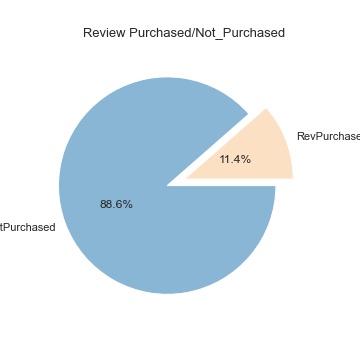 Review Purchased/Not_Purchased
RevPurchase
11.4%
88.6%
tPurchased